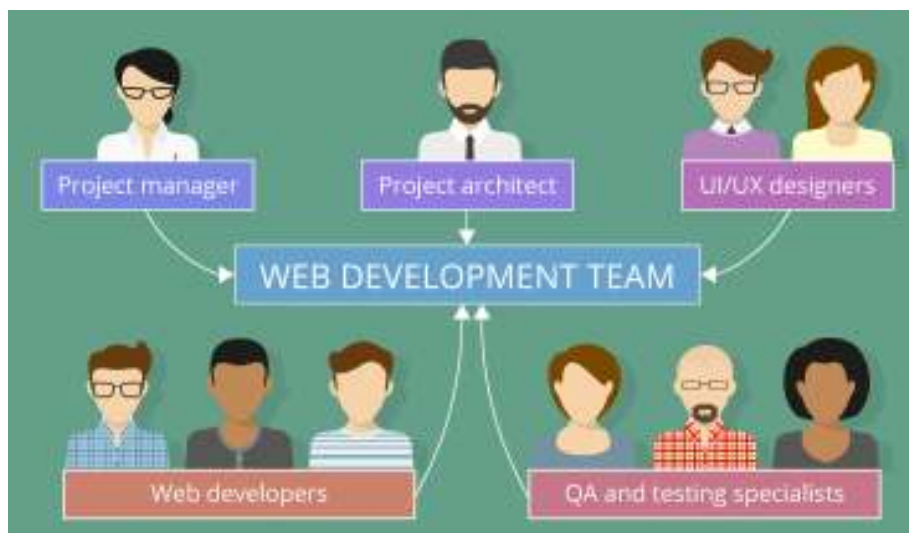 Project manager
Project architect
UI/UX designers
WEB DEVELOPMENT TEAM
Web developers
QA and testing specialists